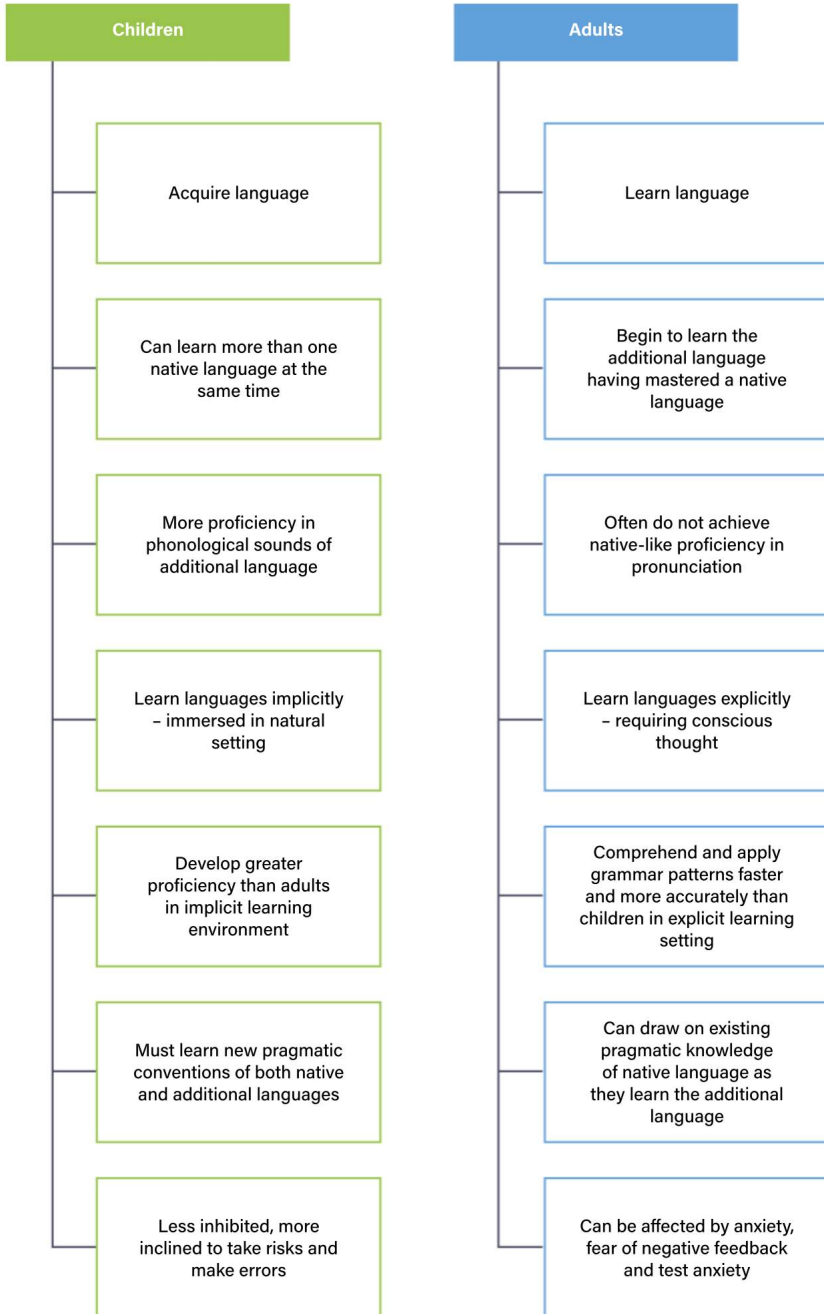 Children
Acquire language
Can learn more than one
native language at the
same time
More proficiency in
phonological sounds of
additional language
Learn languages implicitly
– immersed in natural
setting
Develop greater
proficiency than adults
in implicit learning
environment
Must learn new pragmatic
conventions of both native
and additional languages
Less inhibited, more
inclined to take risks and
make errors
Adults
Learn language
Begin to learn the
additional language
having mastered a native
language
Often do not achieve
native-like proficiency in
pronunciation
Learn languages explicitly
– requiring conscious
thought
Comprehend and apply
grammar patterns faster
and more accurately than
children in explicit learning
setting
Can draw on existing
pragmatic knowledge
of native language as
they learn the additional
language
Can be affected by anxiety,
fear of negative feedback
and test anxiety